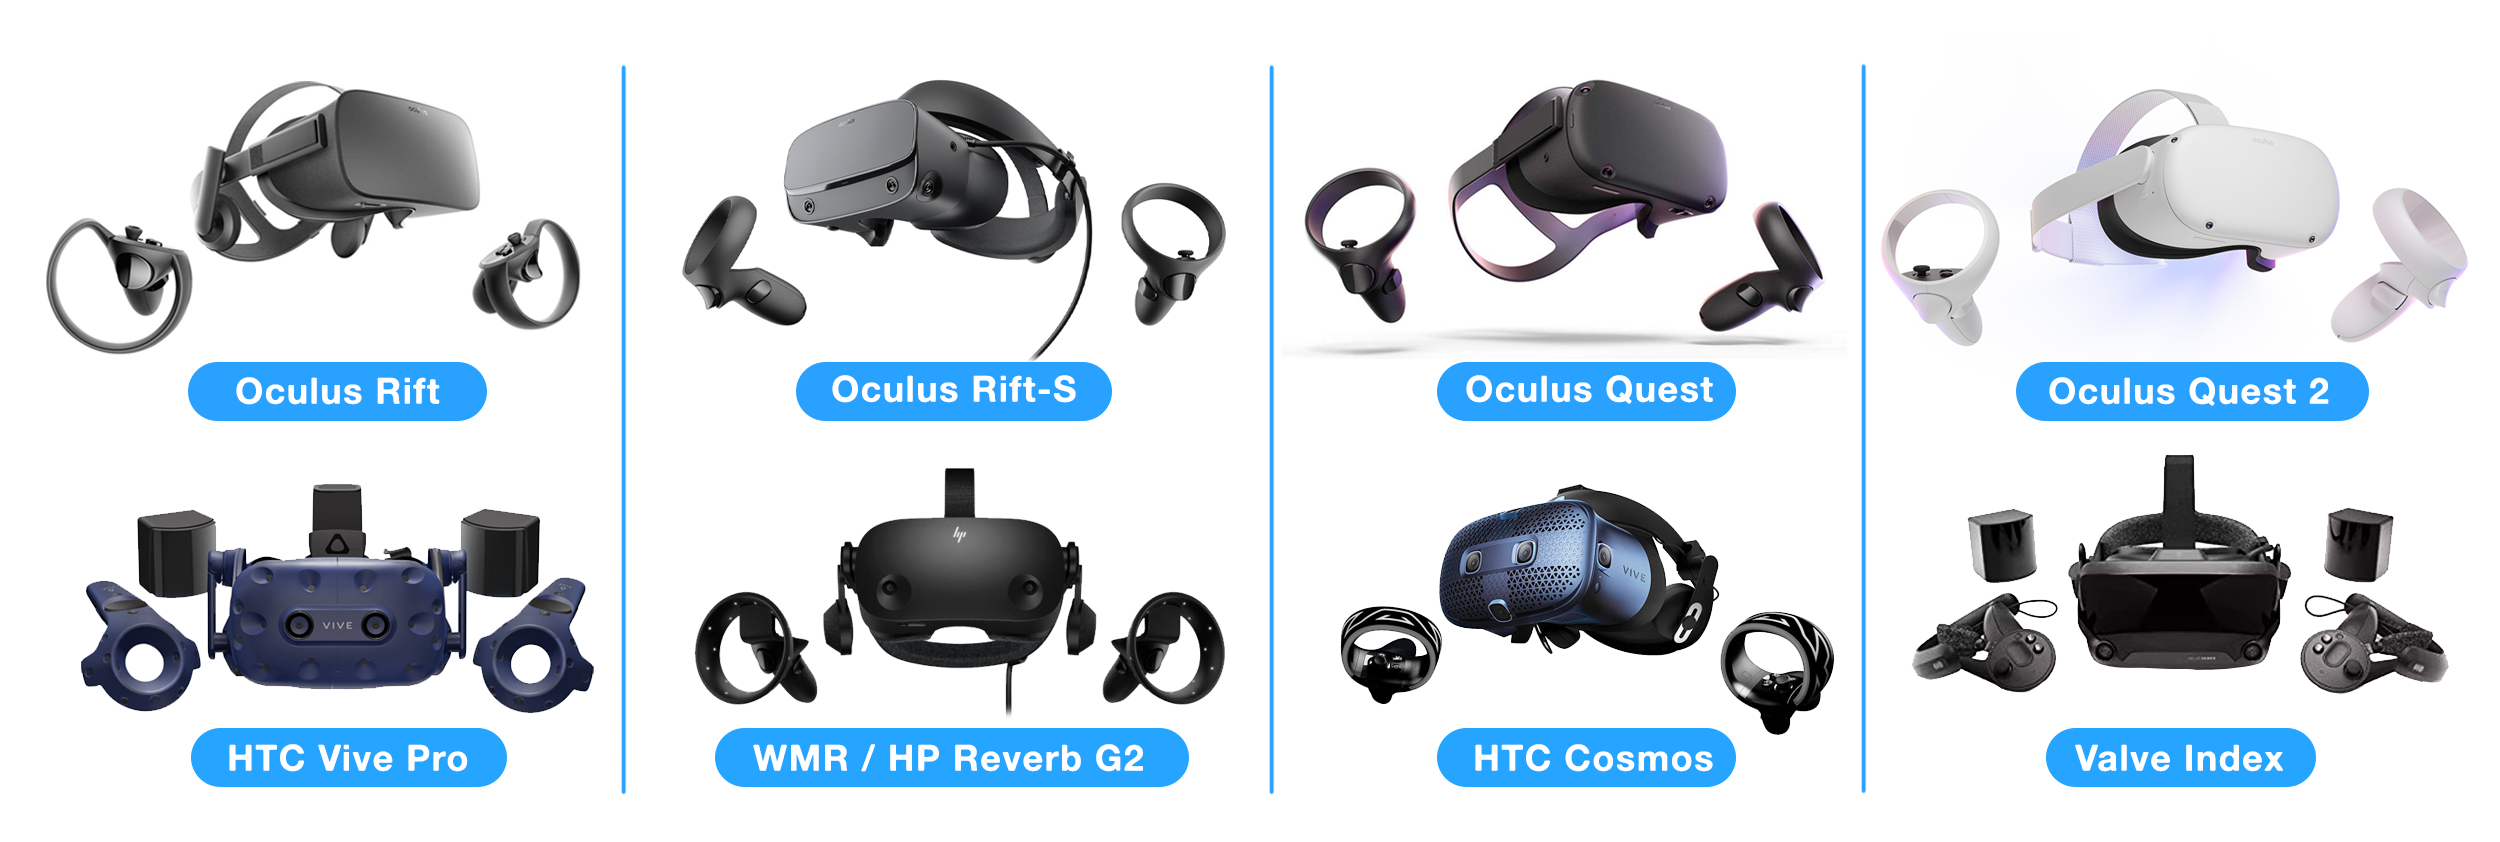 Oculus Rift
Oculus Rift-S
Oculus Quest
Oculus Quest 2
VIVE
hp
VIVE
HTC Vive Pro
WMR / HP Reverb G2
HTC Cosmos
Valve Index